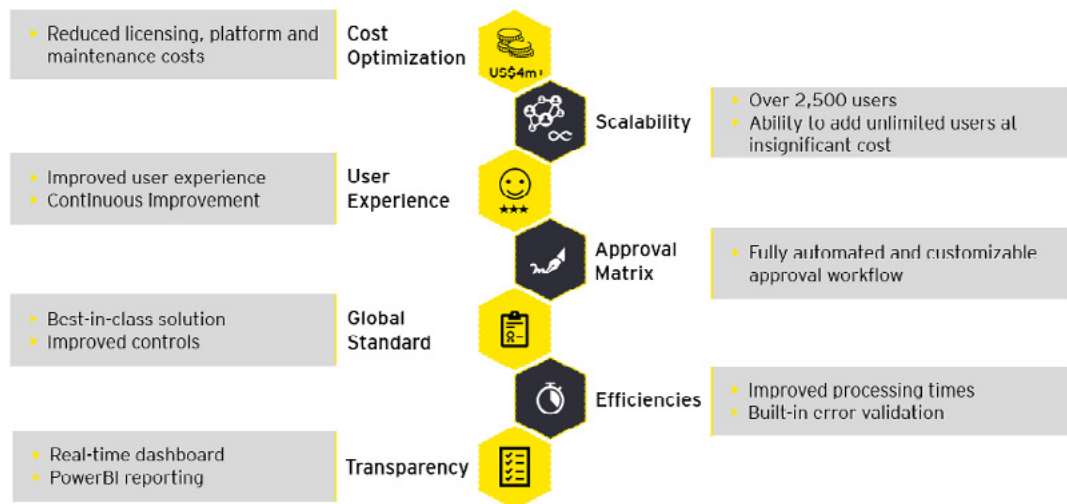 Reduced licensing, platform and
maintenance costs
Cost
Optimization
US$4m+
Scalability
Over 2,500 users
Ability to add unlimited users at
insignificant cost
Improved user experience
Continuous improvement
User
Experience
Approval
Matrix
Fully automated and customizable
approval workflow
Best-in-class solution
Improved controls
Global
Standard
Efficiencies
Improved processing times
Built-in error validation
Real-time dashboard
PowerBI reporting
Transparency